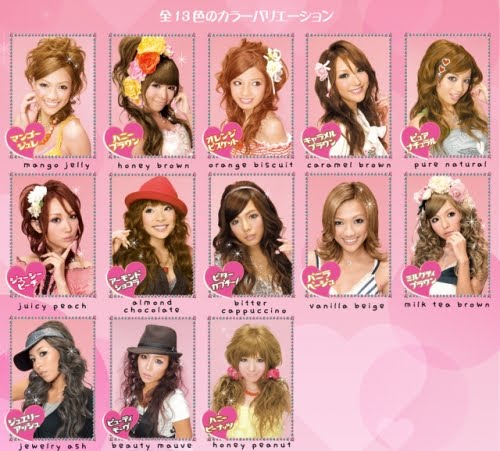 全13色のカラーバリエーション
マンゴー
ジュレ
mango jelly
ハニー
ブラウン
honey brown
オレンジ
ビスケット
orange biscuit
キャラメル
ブラウン
caramel brown
ピュア
ナチュラル
pure natural
ジューシー
ピーチ
juicy peach
アーモンド
ショコラ
almond
chocolate
ビター
カプチーノ
bitter
cappuccino
バニラ
ベージュ
vanilla beige
ミルクティ
ブラウン
milk tea brown
ジュエリー
アッシュ
jewelry ash
ビューティ
モーヴ
beauty mauve
ハニー
ピーナッツ
honey peanut